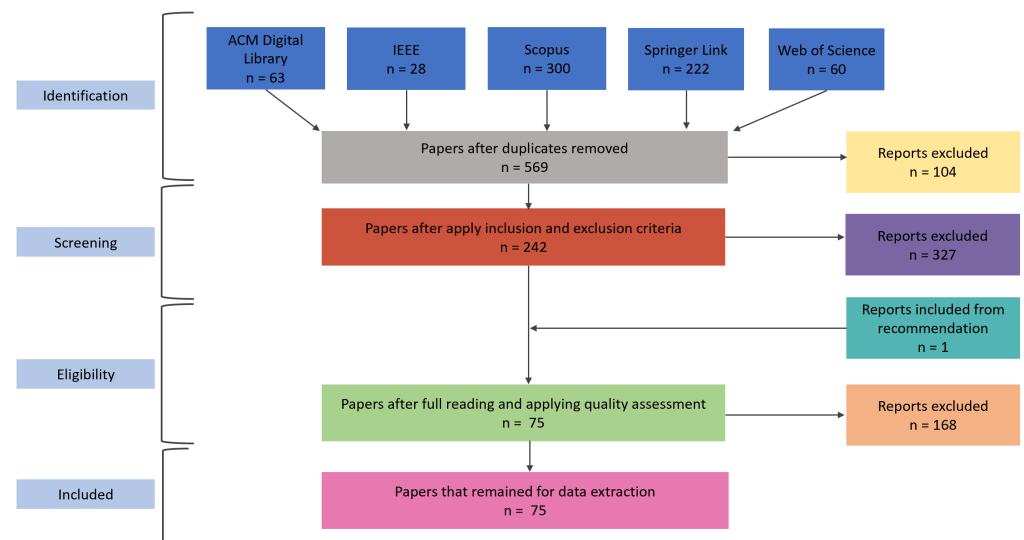 ACM Digital
Library
n = 63
IEEE
n = 28
Scopus
n = 300
Springer Link
n = 222
Web of Science
n = 60
Identification
Papers after duplicates removed
n = 569
Reports excluded
n = 104
Screening
Papers after apply inclusion and exclusion criteria
n = 242
Reports excluded
n = 327
Reports included from
recommendation
n = 1
Eligibility
Papers after full reading and applying quality assessment
n = 75
Reports excluded
n = 168
Included
Papers that remained for data extraction
n = 75